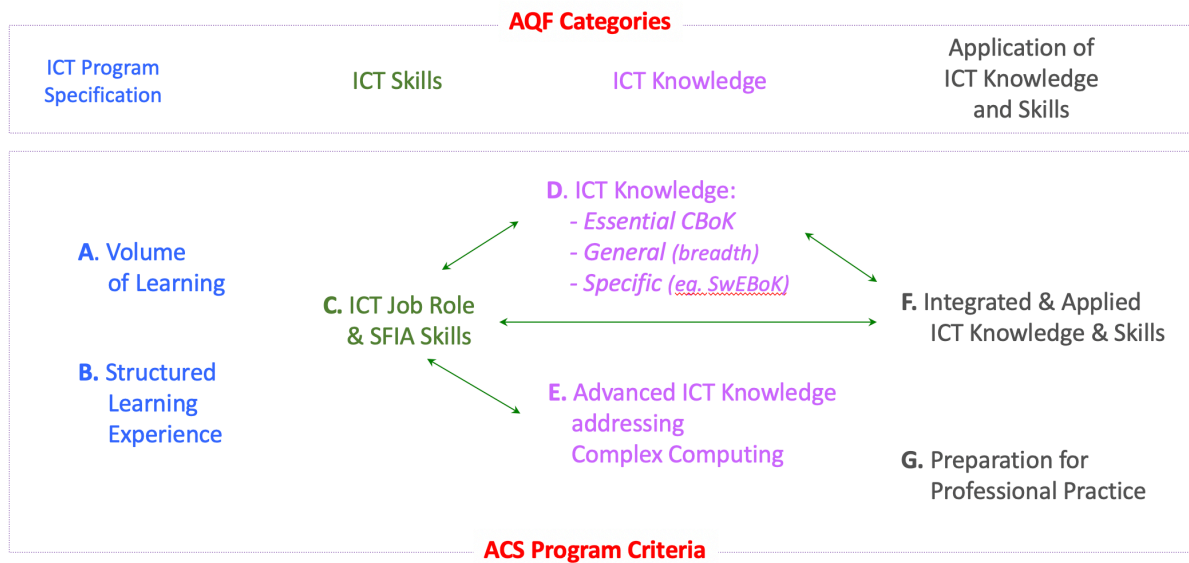 AQF Categories
ICT Program
Specification
ICT Skills
ICT Knowledge
Application of
ICT Knowledge
and Skills
A. Volume
of Learning
B. Structured
Learning
Experience
C. ICT Job Role
& SFIA Skills
D. ICT Knowledge:
- Essential CBoK
- General (breadth)
- Specific (eg. SwEBoK)
E. Advanced ICT Knowledge
addressing
Complex Computing
F. Integrated & Applied
ICT Knowledge & Skills
G. Preparation for
Professional Practice
ACS Program Criteria